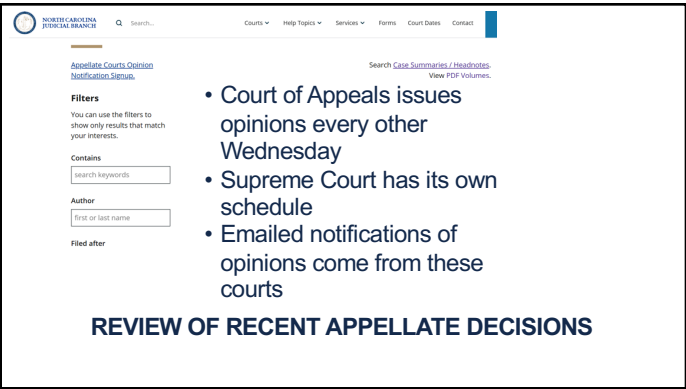 NORTH CAROLINA
JUDICIAL BRANCH
Search...
Courts
Help Topics
Services
Forms
Court Dates
Contact
Appellate Courts Opinion
Notification Signup.
Search Case Summaries / Headnotes.
View PDF Volumes.
Filters
You can use the filters to
show only results that match
your interests.
Contains
search keywords
Author
first or last name
Filed after
• Court of Appeals issues
opinions every other
Wednesday
• Supreme Court has its own
schedule
• Emailed notifications of
opinions come from these
courts
REVIEW OF RECENT APPELLATE DECISIONS